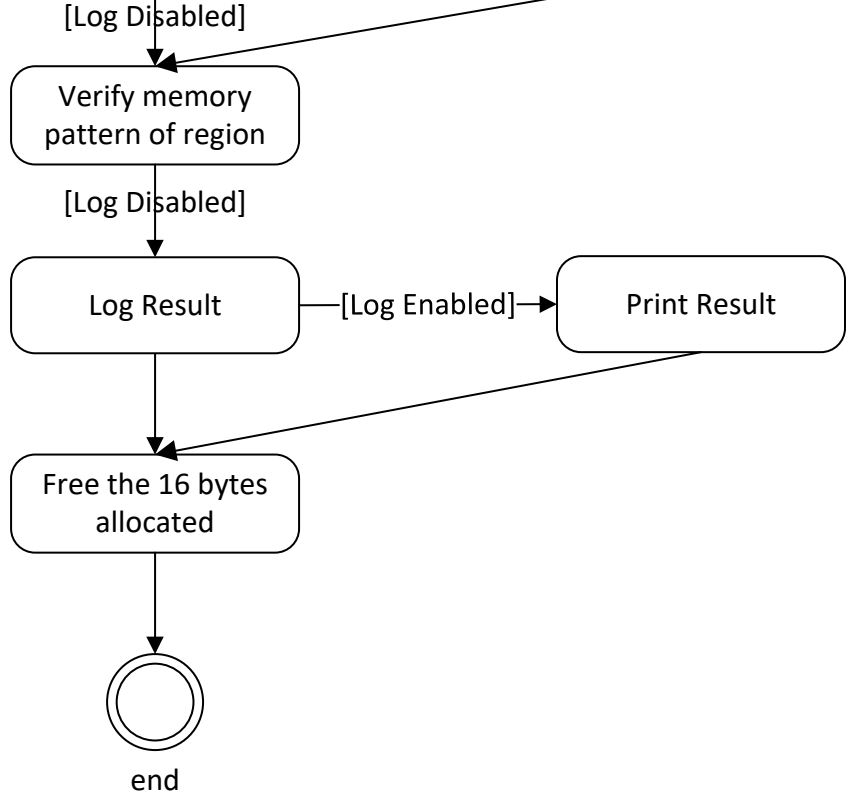 [Log Disabled]
Verify memory
pattern of region
[Log Disabled]
Log Result
[Log Enabled]
Print Result
Free the 16 bytes
allocated
end